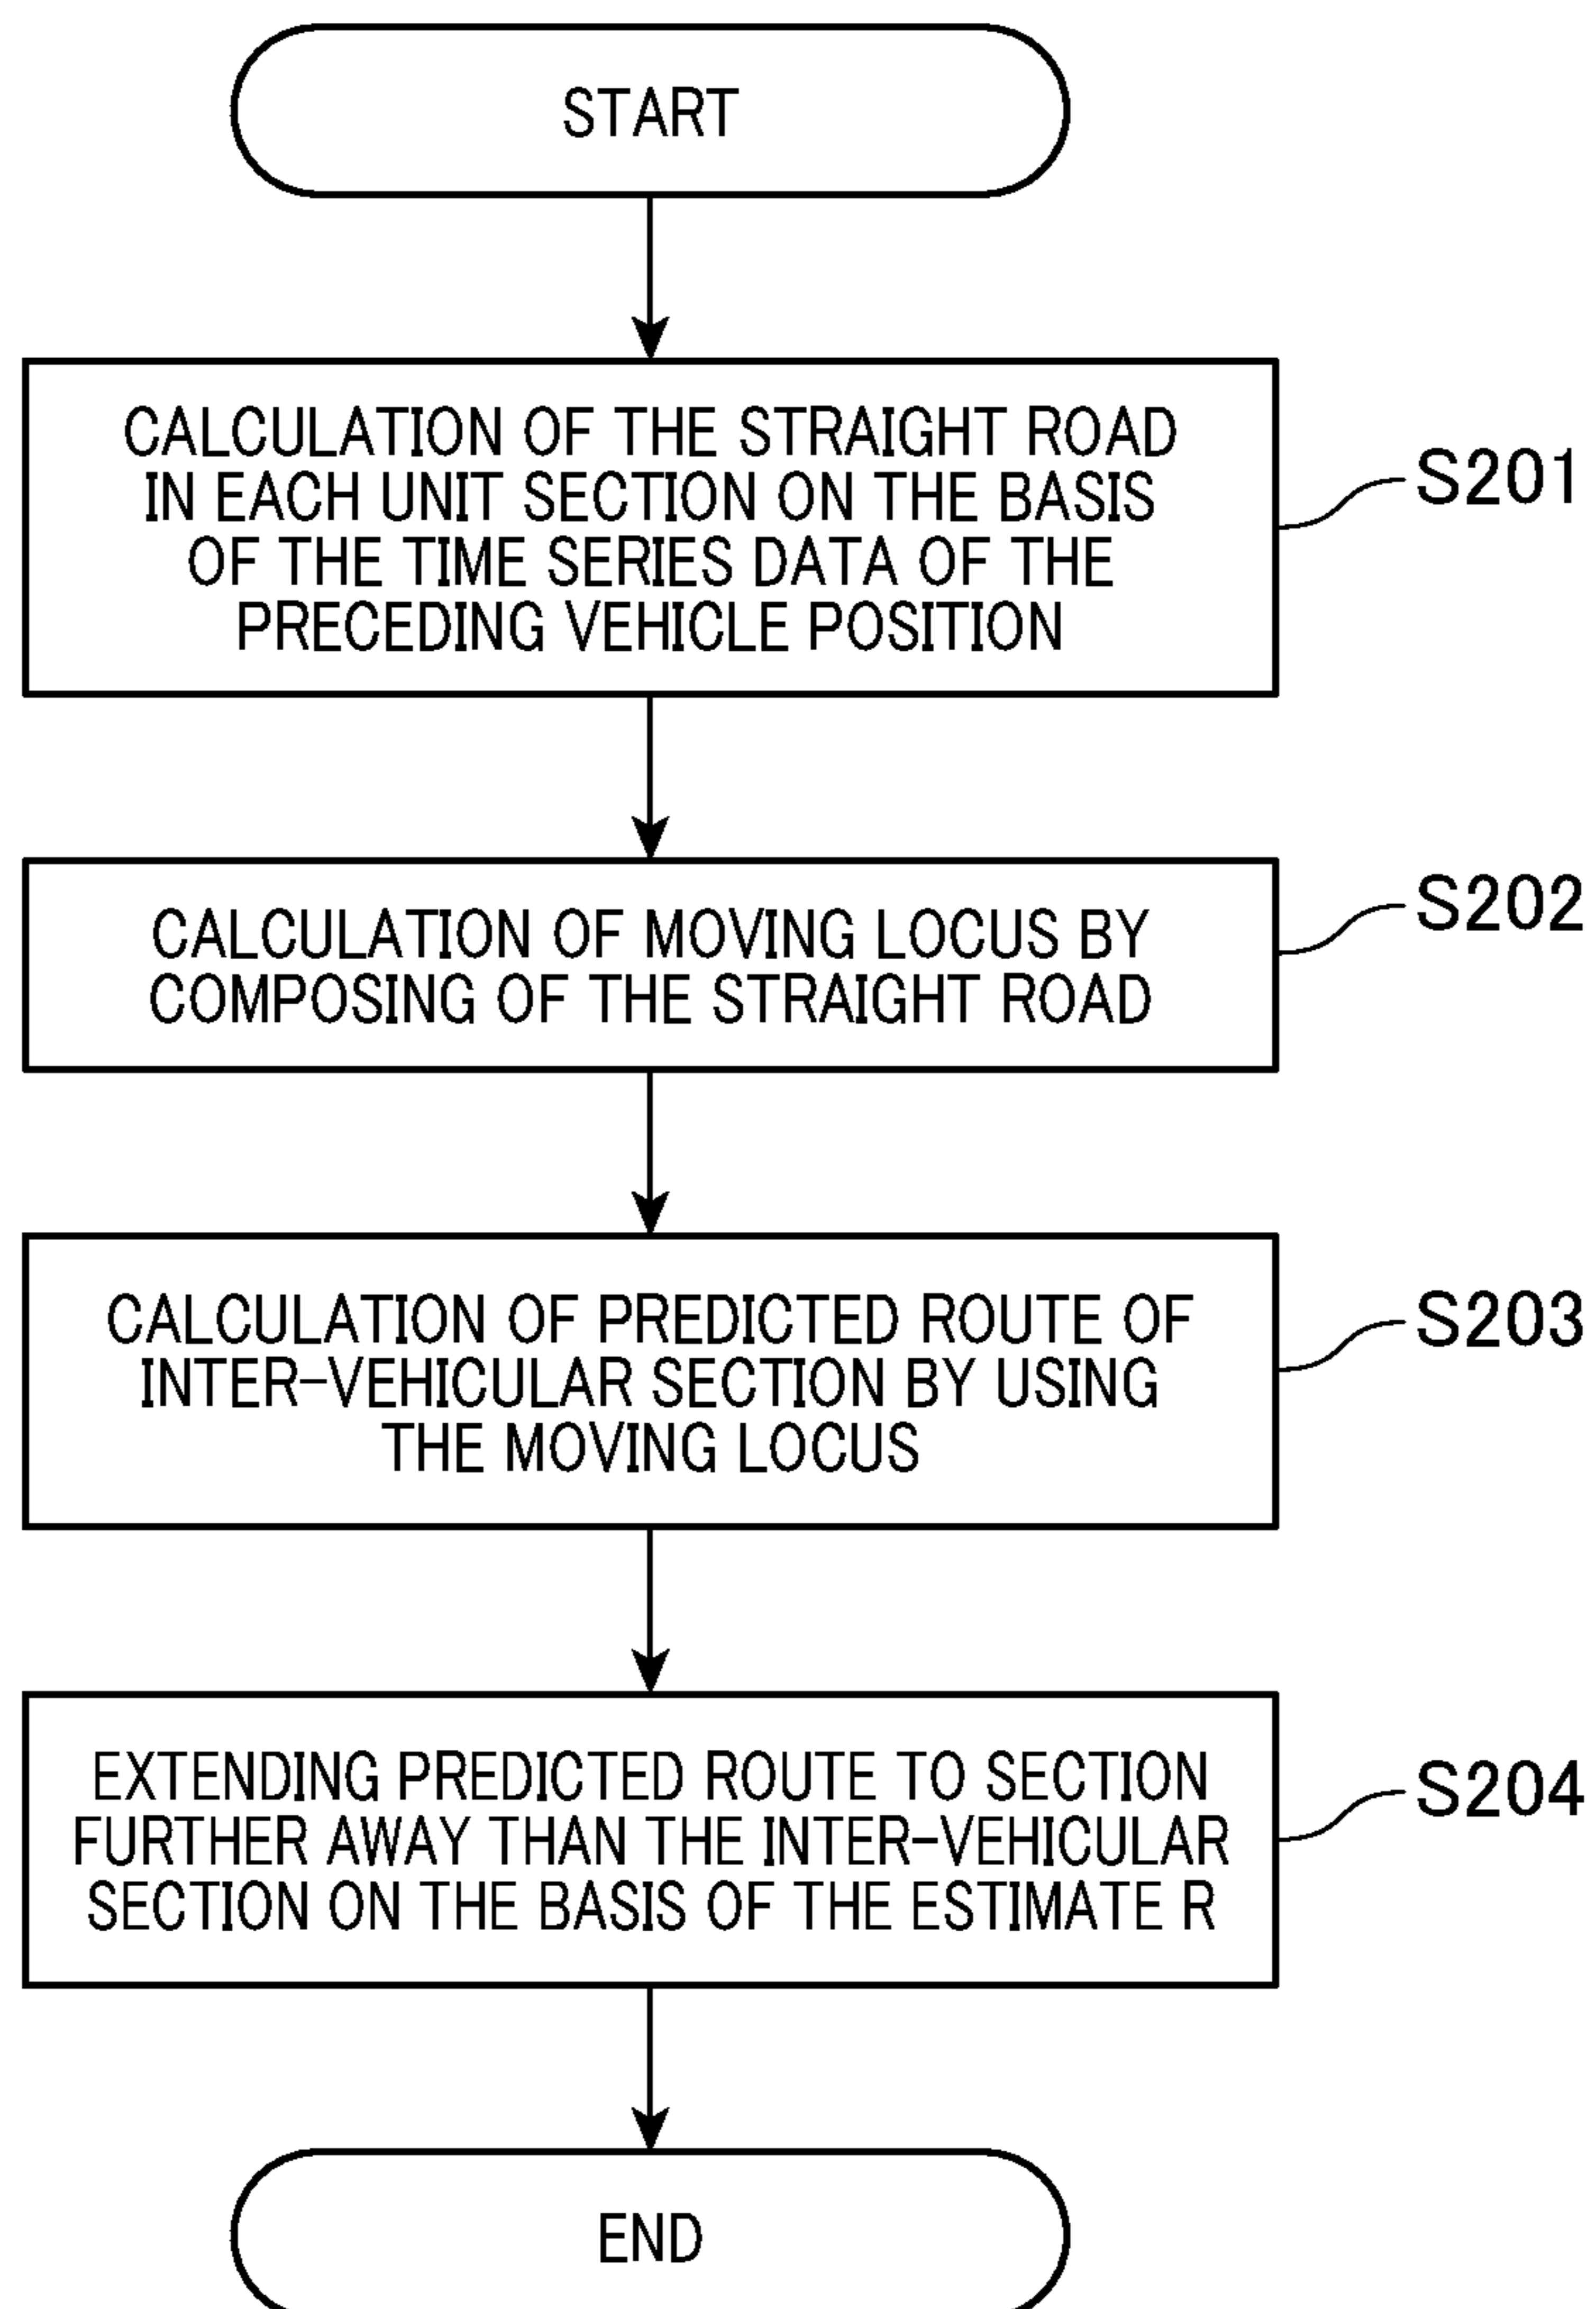 START
CALCULATION OF THE STRAIGHT ROAD
IN EACH UNIT SECTION ON THE BASIS
OF THE TIME SERIES DATA OF THE
PRECEDING VEHICLE POSITION
S201
CALCULATION OF MOVING LOCUS BY
COMPOSING OF THE STRAIGHT ROAD
S202
CALCULATION OF PREDICTED ROUTE OF
INTER-VEHICULAR SECTION BY USING
THE MOVING LOCUS
S203
EXTENDING PREDICTED ROUTE TO SECTION
FURTHER AWAY THAN THE INTER-VEHICULAR
SECTION ON THE BASIS OF THE ESTIMATE R
S204
END